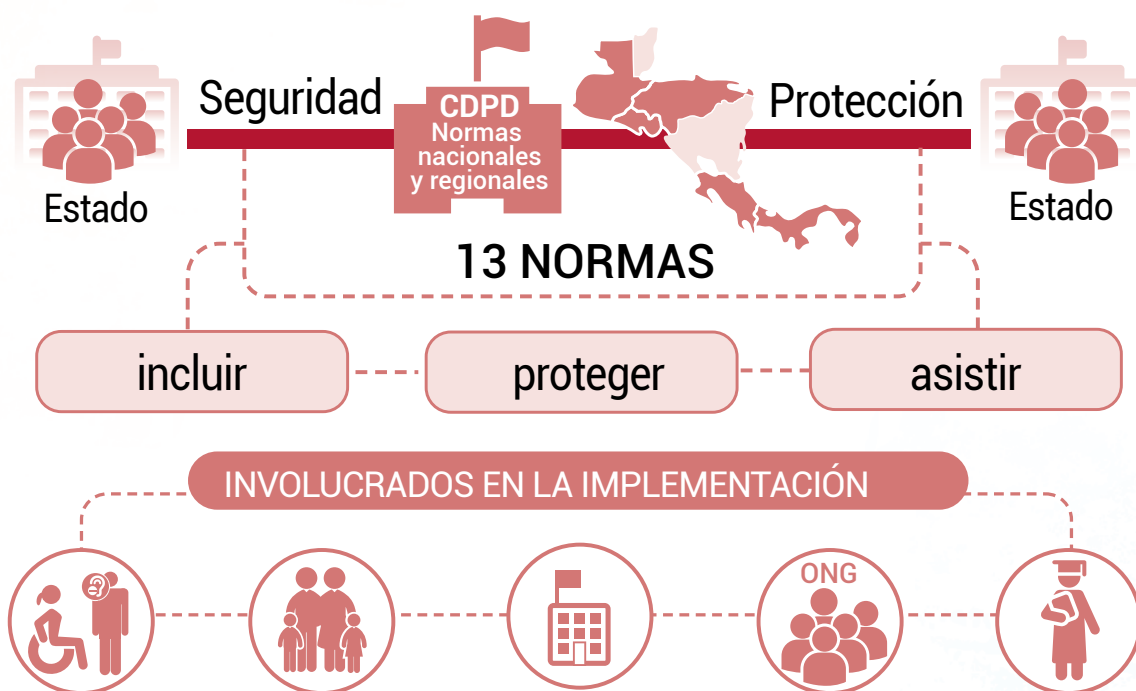 Seguridad
CDPD
Normas
nacionales
y regionales
Protección
Estado
Estado
13 NORMAS
incluir
proteger
asistir
INVOLUCRADOS EN LA IMPLEMENTACIÓN
ONG